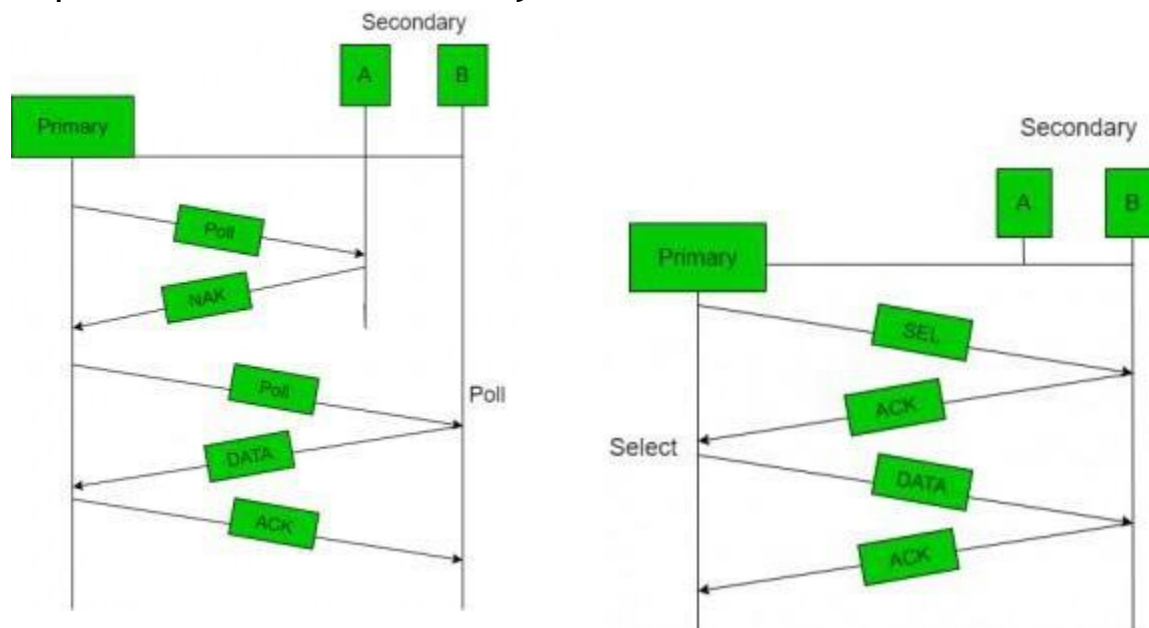 Secondary
A
B
Primary
Poll
NAK
Poll
Poll
DATA
ACK
Secondary
A
B
Primary
SEL
ACK
Select
DATA
ACK